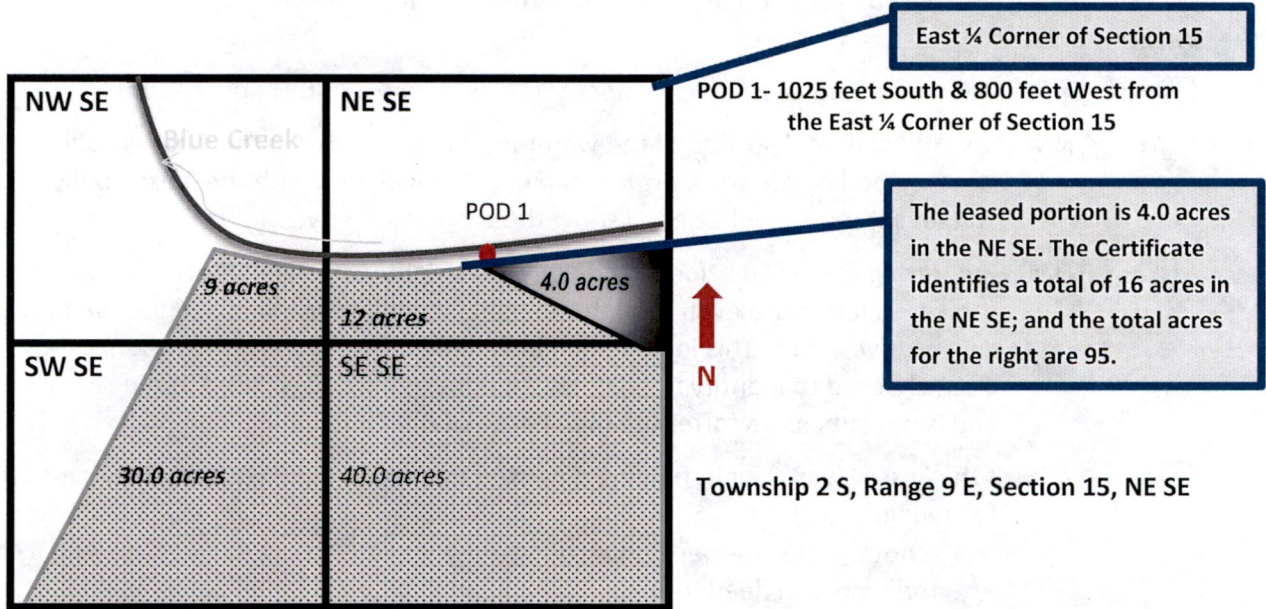 East ¼ Corner of Section 15
NW SE
NE SE
POD 1- 1025 feet South & 800 feet West from
the East ¼ Corner of Section 15
Blue Creek
POD 1
The leased portion is 4.0 acres
in the NE SE. The Certificate
identifies a total of 16 acres in
the NE SE; and the total acres
for the right are 95.
9 acres
4.0 acres
12 acres
N
SW SE
SE SE
30.0 acres
40.0 acres
Township 2 S, Range 9 E, Section 15, NE SE